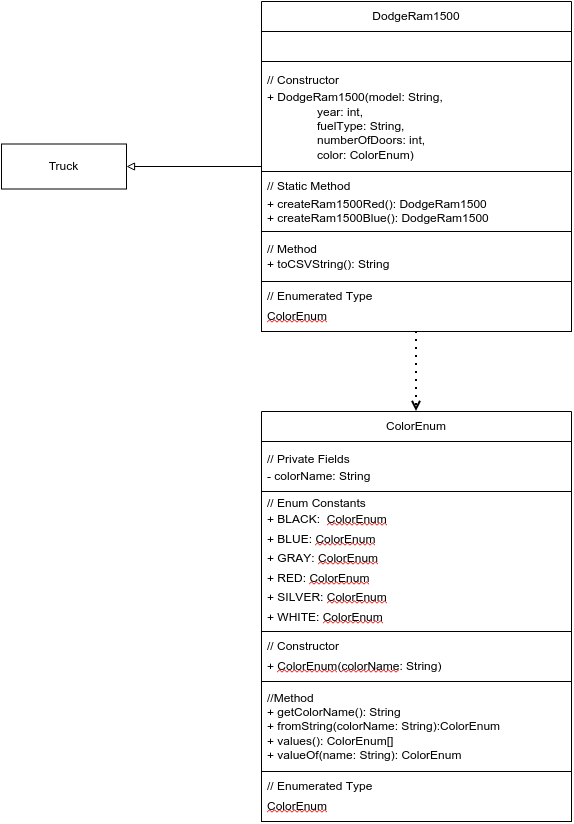 DodgeRam1500
// Constructor
+ DodgeRam1500(model: String,
year: int,
fuelType: String,
numberOfDoors: int,
color: ColorEnum)
Truck
// Static Method
+ createRam1500Red(): DodgeRam1500
+ createRam1500Blue(): DodgeRam1500
// Method
+ toCSVString(): String
// Enumerated Type
ColorEnum
ColorEnum
// Private Fields
- colorName: String
// Enum Constants
+ BLACK:  ColorEnum
+ BLUE: ColorEnum
+ GRAY: ColorEnum
+ RED: ColorEnum
+ SILVER: ColorEnum
+ WHITE: ColorEnum
// Constructor
+ ColorEnum(colorName: String)
//Method
+ getColorName(): String
+ fromString(colorName: String):ColorEnum
+ values(): ColorEnum[]
+ valueOf(name: String): ColorEnum
// Enumerated Type
ColorEnum